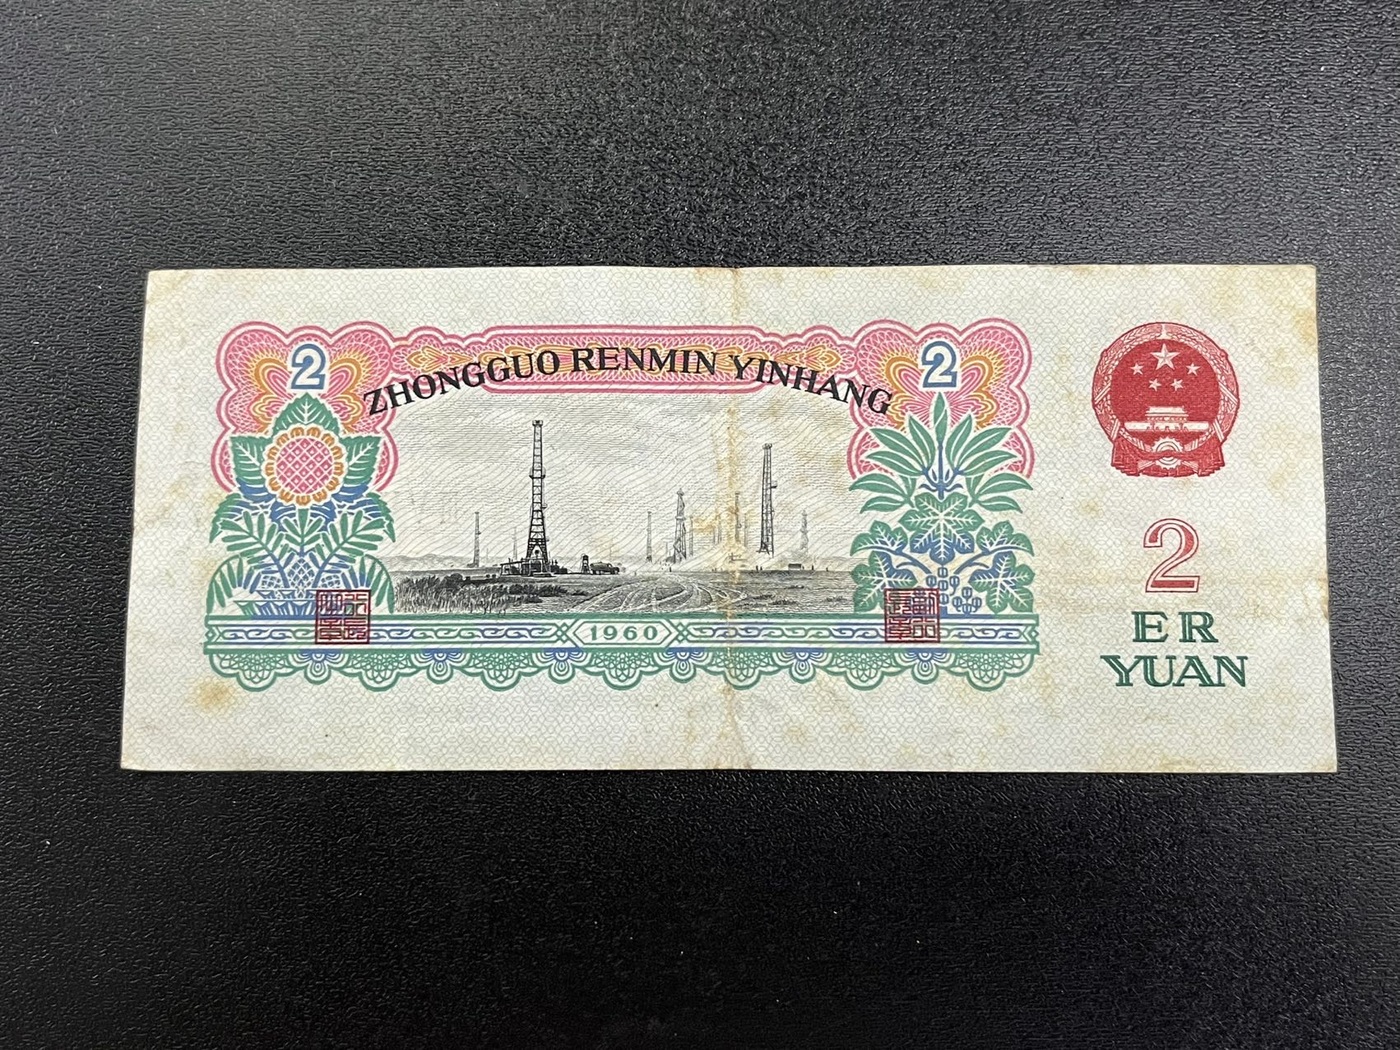 2
2
ZHONGGUO RENMIN YINHANG
1960
2
ER
YUAN